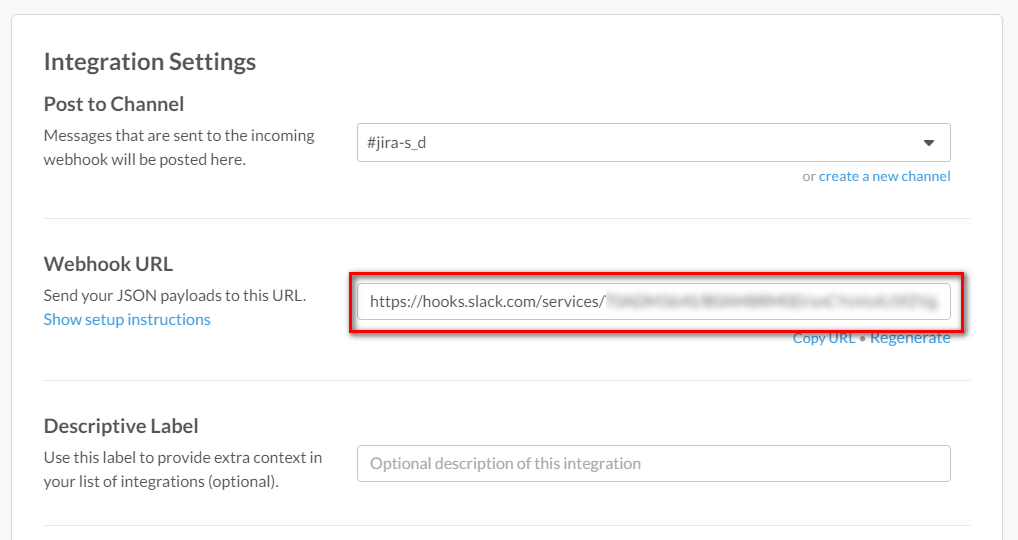 Integration Settings
Post to Channel
Messages that are sent to the incoming
webhook will be posted here.
#jira-s_d
or create a new channel
Webhook URL
Send your JSON payloads to this URL.
Show setup instructions
https://hooks.slack.com/services/
Copy URL • Regenerate
Descriptive Label
Use this label to provide extra context in
your list of integrations (optional).
Optional description of this integration